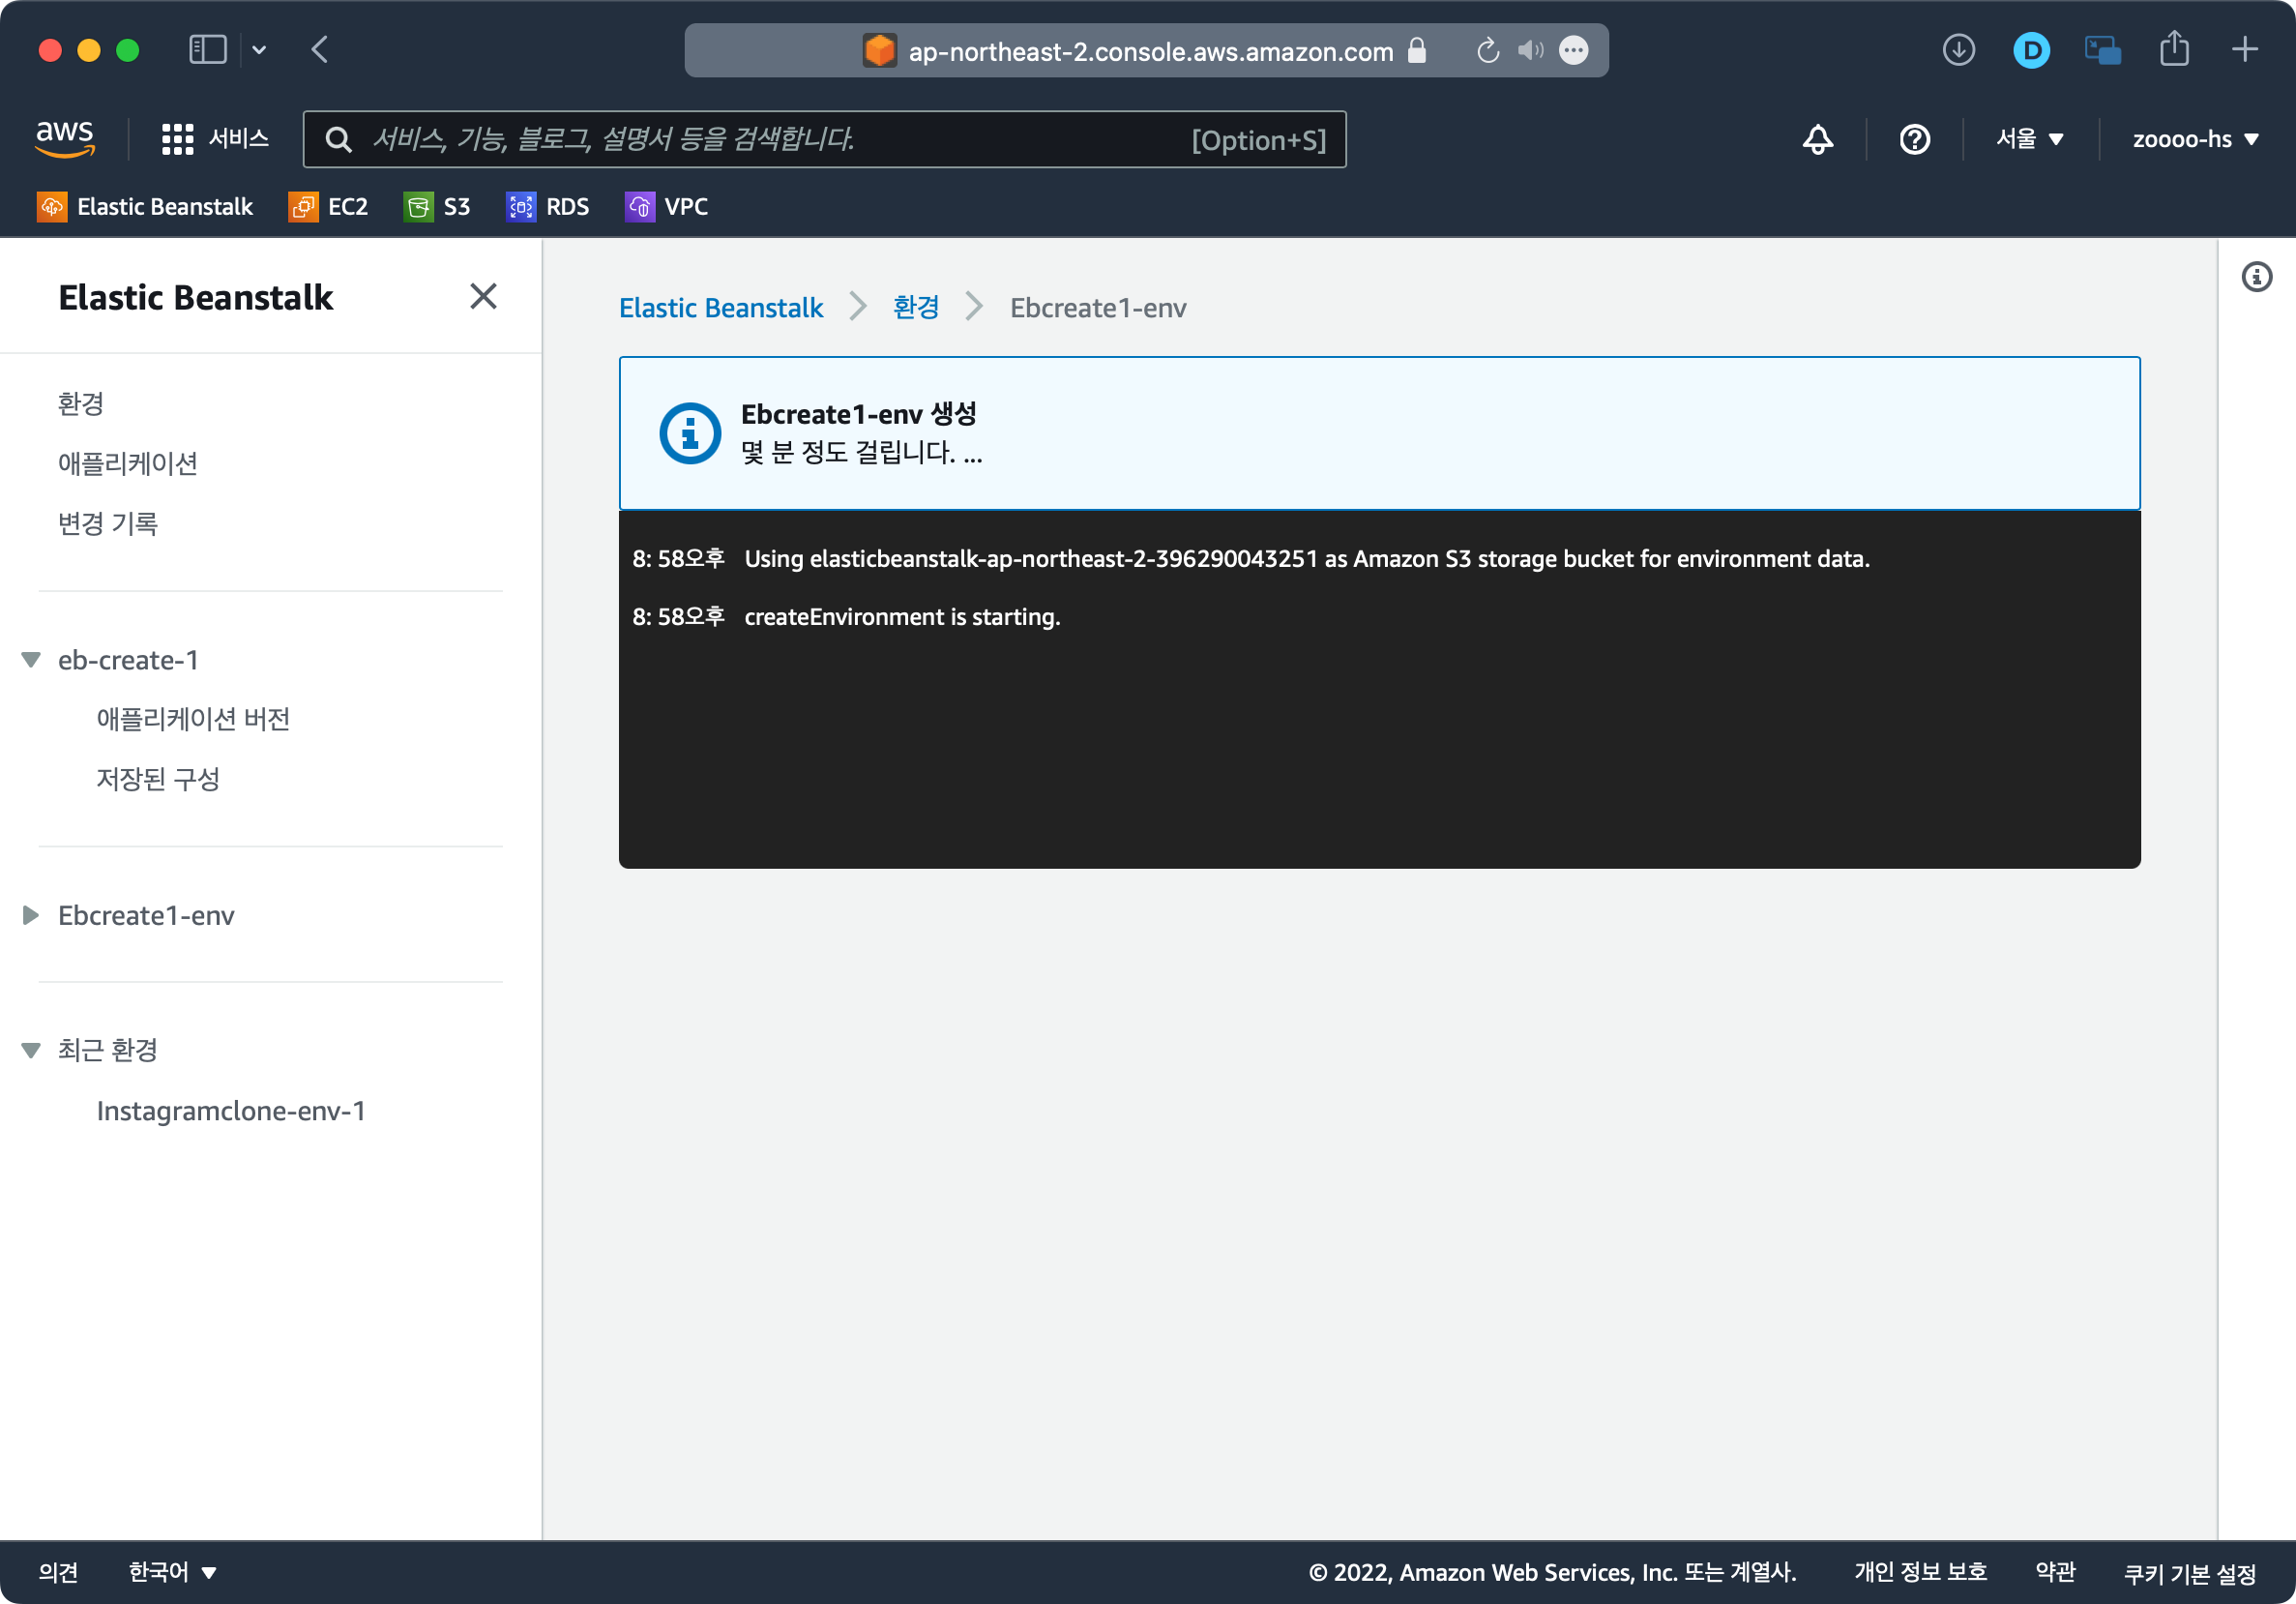 ap-northeast-2.console.aws.amazon.com
D
aws
서비스
서비스, 기능, 블로그, 설명서 등을 검색합니다.
[Option+S]
서울
zoooo-hs
Elastic Beanstalk
EC2
S3
RDS
VPC
Elastic Beanstalk
환경
애플리케이션
변경 기록
eb-create-1
애플리케이션 버전
저장된 구성
Ebcreate1-env
최근 환경
Instagramclone-env-1
Elastic Beanstalk
환경
Ebcreate1-env
Ebcreate1-env 생성
몇 분 정도 걸립니다. ...
8: 58오후 Using elasticbeanstalk-ap-northeast-2-396290043251 as Amazon S3 storage bucket for environment data.
8: 58오후 createEnvironment is starting.
의견
한국어
© 2022, Amazon Web Services, Inc. 또는 계열사.
개인 정보 보호
약관
쿠키 기본 설정